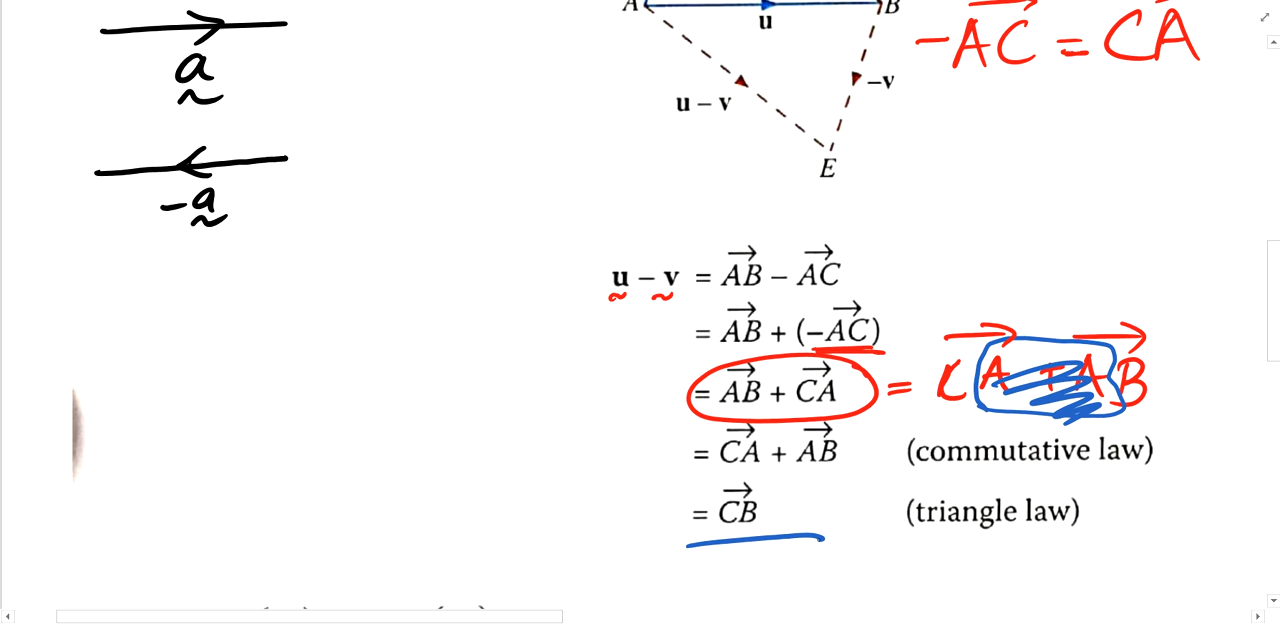 A B
u
-AC = CA
a
u – v
–v
E
-a
u – v = AB – AC
= AB + (–AC)
= AB + CA = CA + AB
= CA + AB (commutative law)
= CB (triangle law)